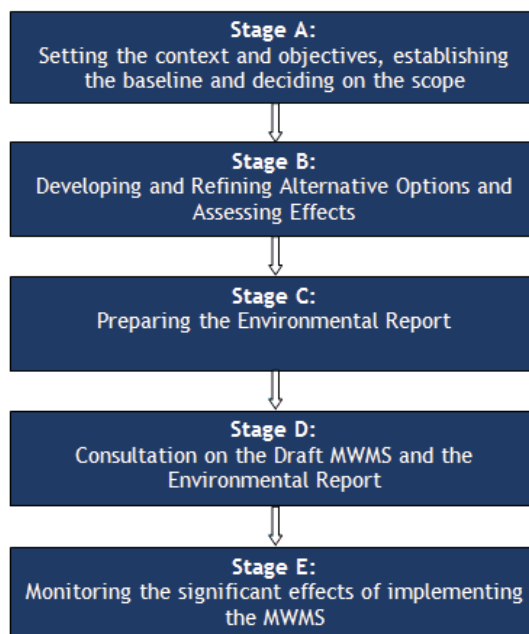 Stage A:
Setting the context and objectives, establishing
the baseline and deciding on the scope
Stage B:
Developing and Refining Alternative Options and
Assessing Effects
Stage C:
Preparing the Environmental Report
Stage D:
Consultation on the Draft MWMS and the
Environmental Report
Stage E:
Monitoring the significant effects of implementing
the MWMS